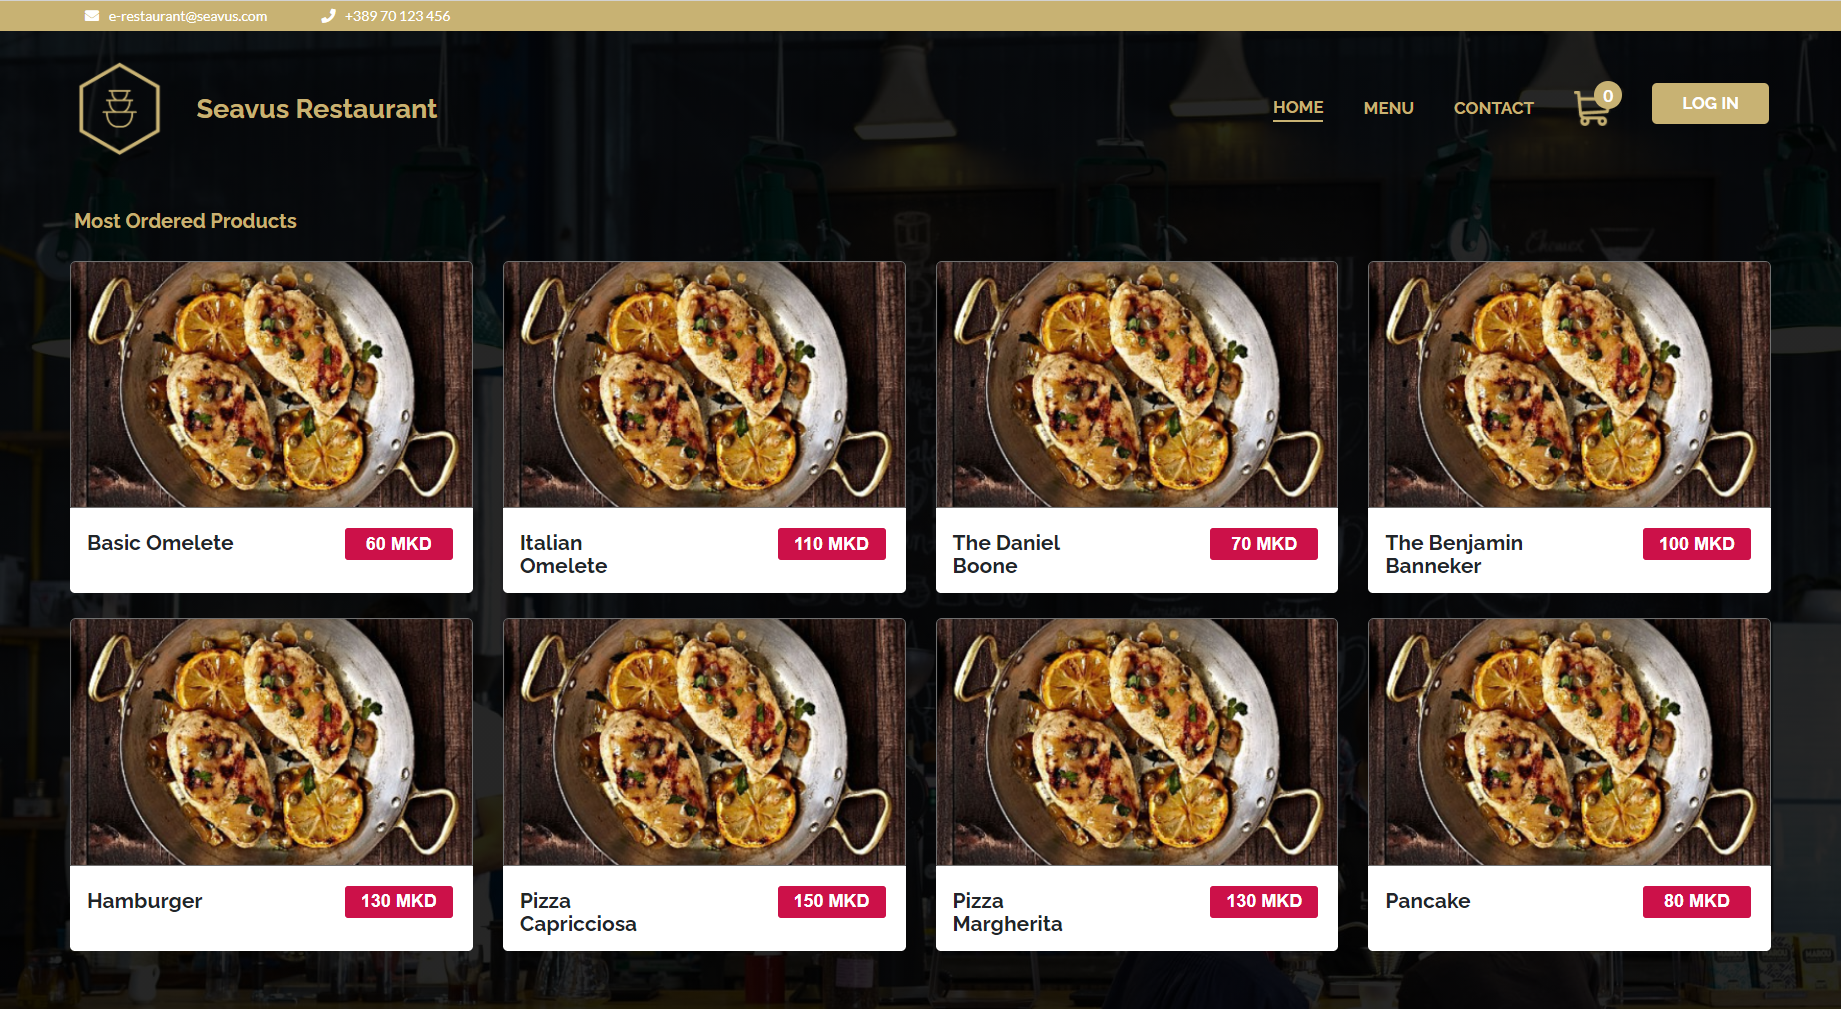 e-restaurant@seavus.com
+389 70 123 456
Seavus Restaurant
HOME
MENU
CONTACT
0
LOG IN
Most Ordered Products
Basic Omelete
60 MKD
Italian
Omelete
110 MKD
The Daniel
Boone
70 MKD
The Benjamin
Banneker
100 MKD
Hamburger
130 MKD
Pizza
Capricciosa
150 MKD
Pizza
Margherita
130 MKD
Pancake
80 MKD